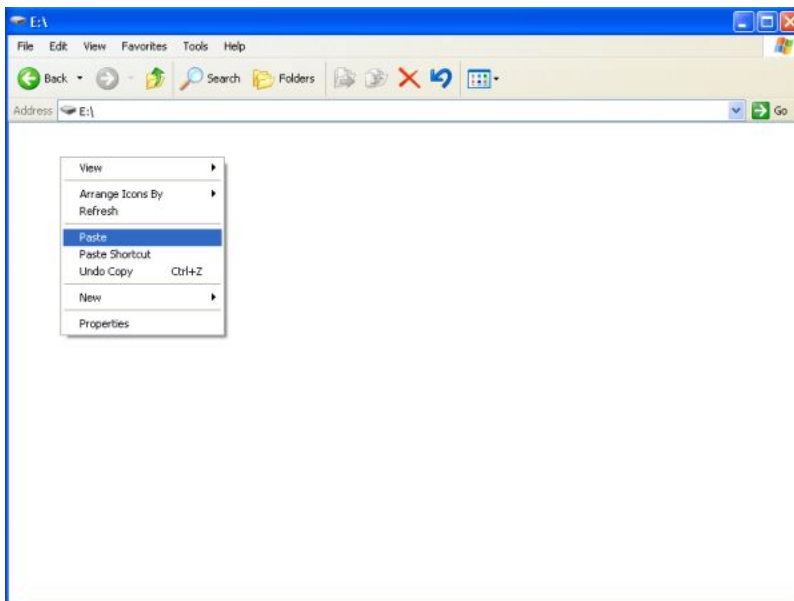 E:\
File Edit View Favorites Tools Help
Back Search Folders
Address E:\ Go
View
Arrange Icons By
Refresh
Paste
Paste Shortcut
Undo Copy Ctrl+Z
New
Properties